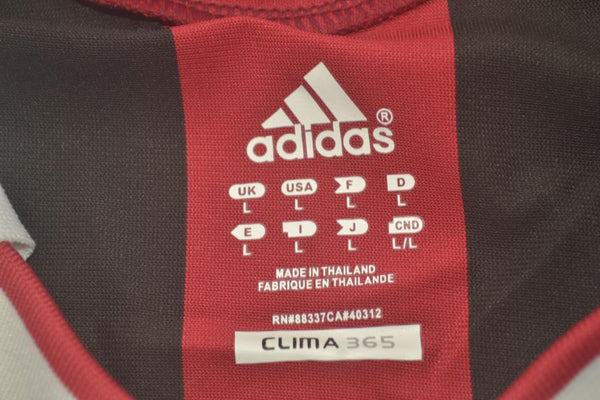 adidas®
UK USA F D
L L L L
E I J CND
L L L L/L
MADE IN THAILAND
FABRIQUE EN THAILANDE
RN#88337CA#40312
CLIMA 365